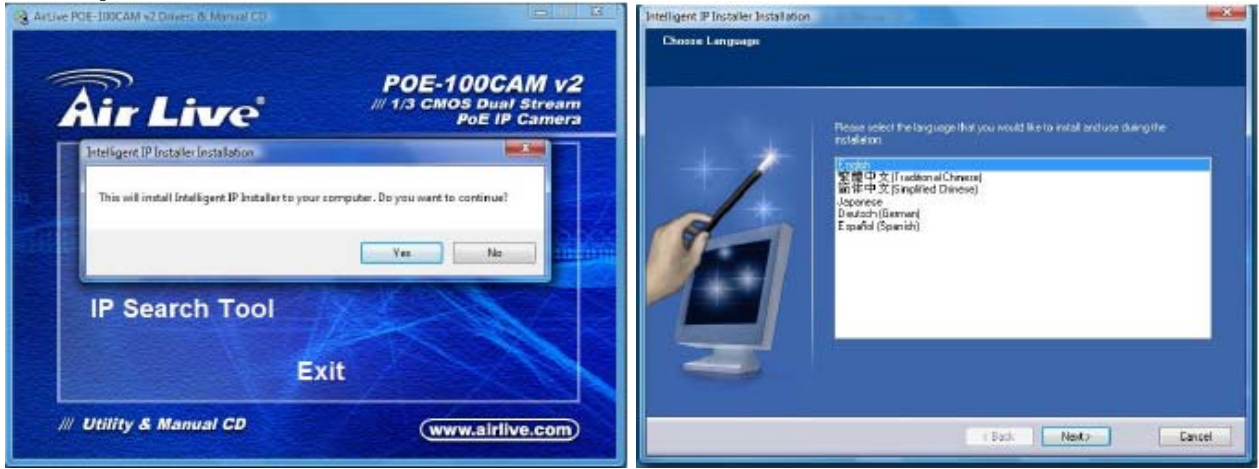 AirLive POE-100CAM v2 Drivers & Manual CD
Air Live®
POE-100CAM v2
/// 1/3 CMOS Dual Stream
PoE IP Camera
Intelligent IP Installer Installation
This will install Intelligent IP Installer to your computer. Do you want to continue?
Yes
No
IP Search Tool
Exit
/// Utility & Manual CD
www.airlive.com
Intelligent IP Installer Installation
Choose Language
Please select the language that you would like to install and use during the
installation.
English
繁體中文(Traditional Chinese)
简体中文(Simplified Chinese)
Japanese
Deutsch (German)
Español (Spanish)
< Back
Next >
Cancel